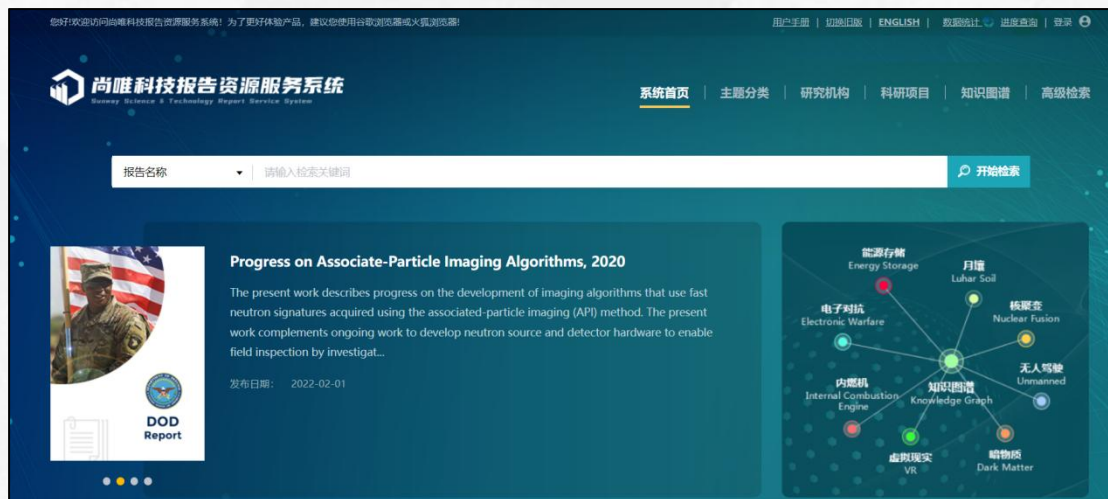 您好!欢迎访问尚唯科技报告资源服务系统! 为了更好体验产品, 建议您使用谷歌浏览器或火狐浏览器!
用户手册 | 切换旧版 | ENGLISH | 数据统计 进度查询 | 登录
尚唯科技报告资源服务系统
Sunway Science & Technology Report Service System
系统首页 | 主题分类 | 研究机构 | 科研项目 | 知识图谱 | 高级检索
报告名称 请输入检索关键词 开始检索
Progress on Associate-Particle Imaging Algorithms, 2020
The present work describes progress on the development of imaging algorithms that use fast
neutron signatures acquired using the associated-particle imaging (API) method. The present
work complements ongoing work to develop neutron source and detector hardware to enable
field inspection by investigat...
发布日期: 2022-02-01
DOD
Report
能源存储
Energy Storage
月壤
Luhar Soil
电子对抗
Electronic Warfare
核聚变
Nuclear Fusion
无人驾驶
Unmanned
内燃机
Internal Combustion
Engine
知识图谱
Knowledge Graph
虚拟现实
VR
暗物质
Dark Matter